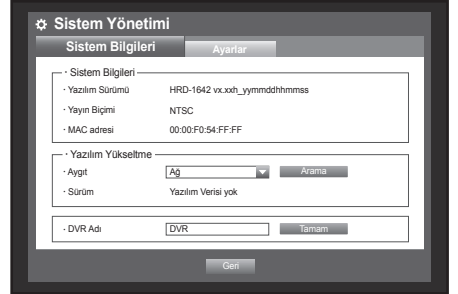 Sistem Yönetimi
Sistem Bilgileri Ayarlar
· Sistem Bilgileri
· Yazılım Sürümü HRD-1642 vx.xxh_yymmddhhmmss
· Yayın Biçimi NTSC
· MAC adresi 00:00:F0:54:FF:FF
· Yazılım Yükseltme
· Aygıt Ağ Arama
· Sürüm Yazılım Verisi yok
· DVR Adı DVR Tamam
Geri